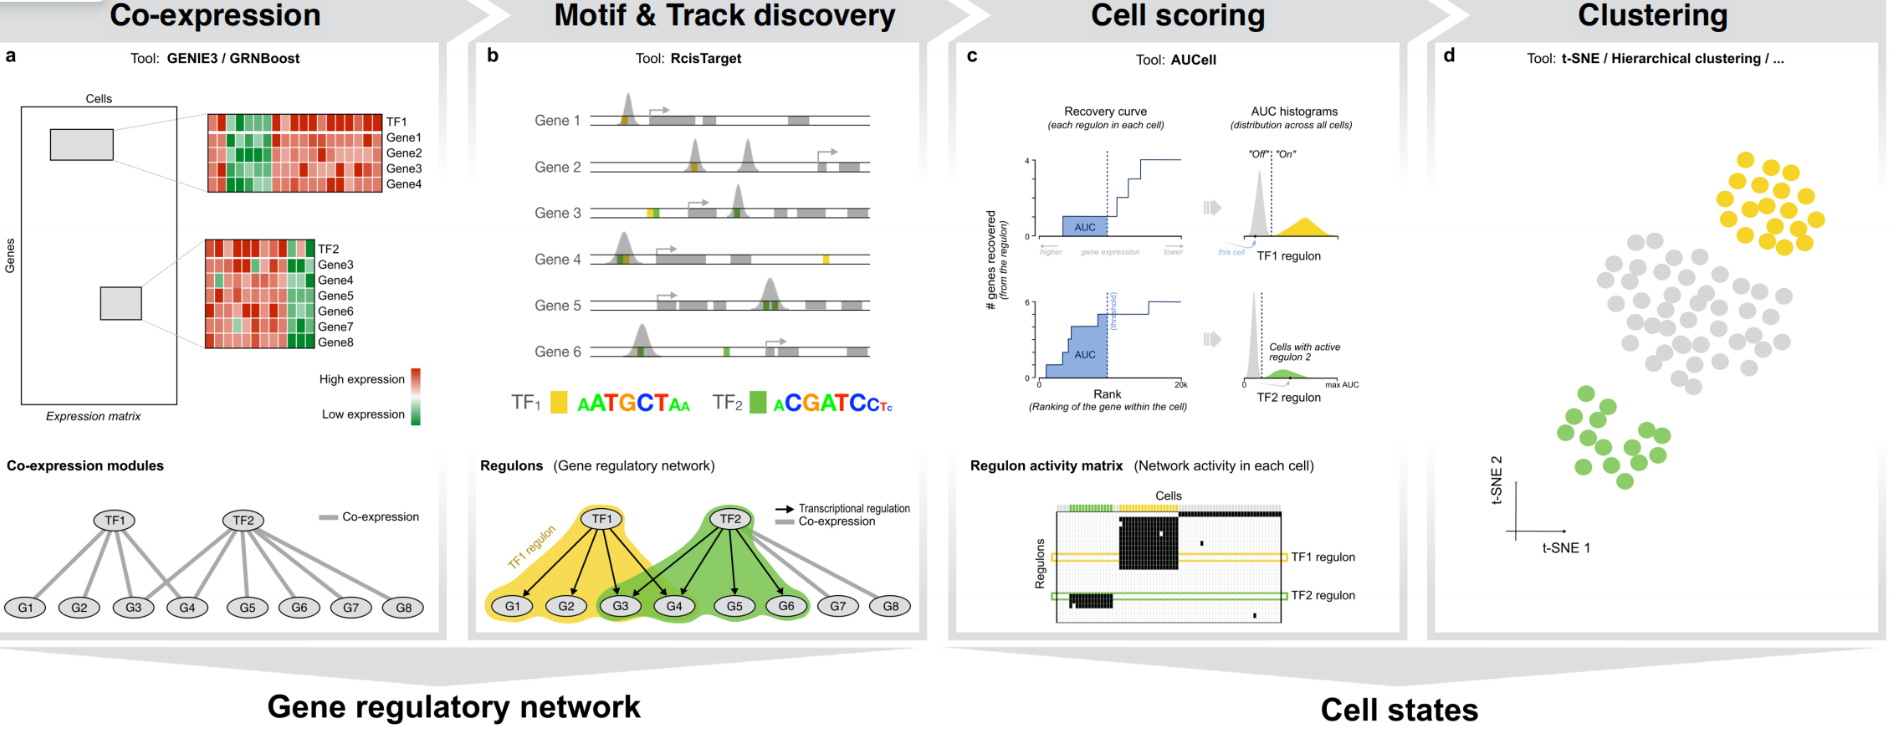 Co-expression
Motif & Track discovery
Cell scoring
Clustering
a
Tool: GENIE3 / GRNBoost
Cells
Genes
TF1
Gene1
Gene2
Gene3
Gene4
TF2
Gene3
Gene4
Gene5
Gene6
Gene7
Gene8
High expression
Low expression
Expression matrix
Co-expression modules
TF1
TF2
Co-expression
G1
G2
G3
G4
G5
G6
G7
G8
b
Tool: RcisTarget
Gene 1
Gene 2
Gene 3
Gene 4
Gene 5
Gene 6
TF1
AATGCTAA
TF2
ACGATCCTC
Regulons (Gene regulatory network)
TF1 regulon
TF1
TF2
Transcriptional regulation
Co-expression
G1
G2
G3
G4
G5
G6
G7
G8
c
Tool: AUCell
Recovery curve
(each regulon in each cell)
AUC histograms
(distribution across all cells)
# genes recovered
(from the regulon)
4
AUC
0
higher
gene expression
lower
"Off"
"On"
this cell
0
TF1 regulon
6
(threshold)
AUC
0
0
20k
Rank
(Ranking of the gene within the cell)
Cells with active
regulon 2
0
max AUC
TF2 regulon
Regulon activity matrix (Network activity in each cell)
Cells
Regulons
TF1 regulon
TF2 regulon
d
Tool: t-SNE / Hierarchical clustering / ...
t-SNE 2
t-SNE 1
Gene regulatory network
Cell states